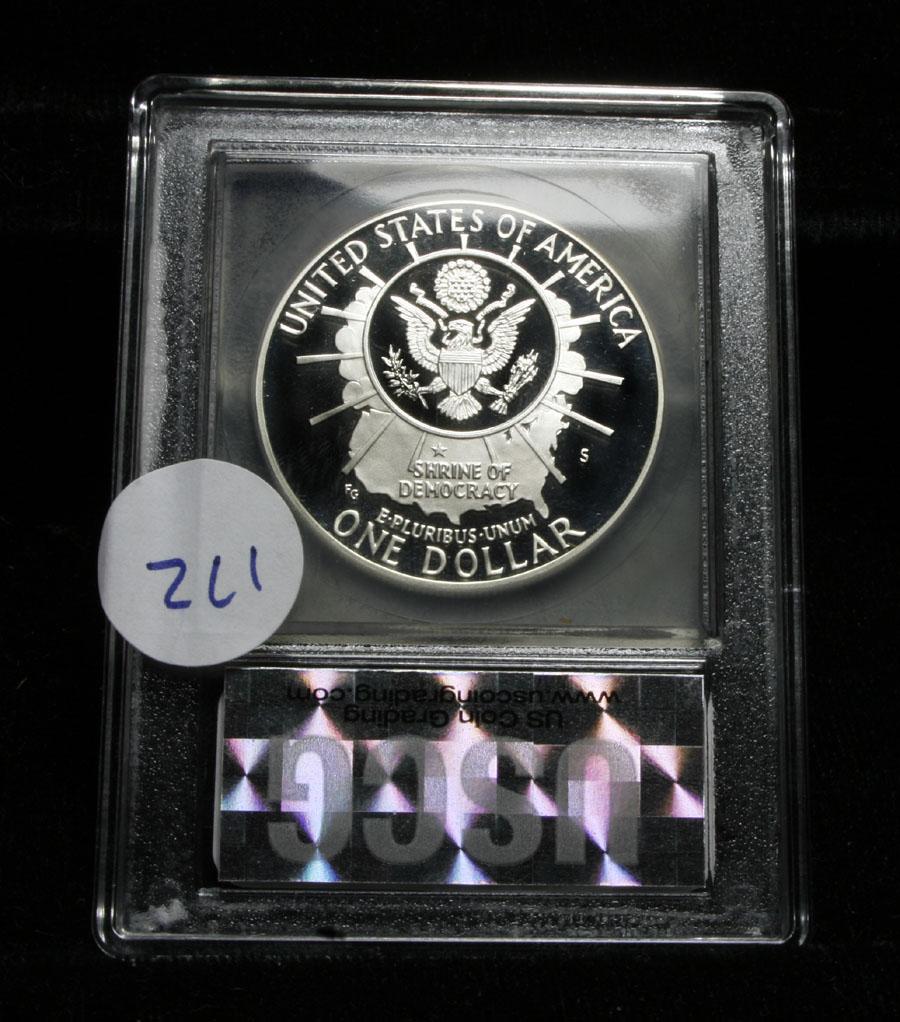 UNITED STATES OF AMERICA
S
SHRINE OF
DEMOCRACY
FG
E·PLURIBUS·UNUM
ONE DOLLAR
172
USCG
US Coin Grading
www.uscoingrading.com